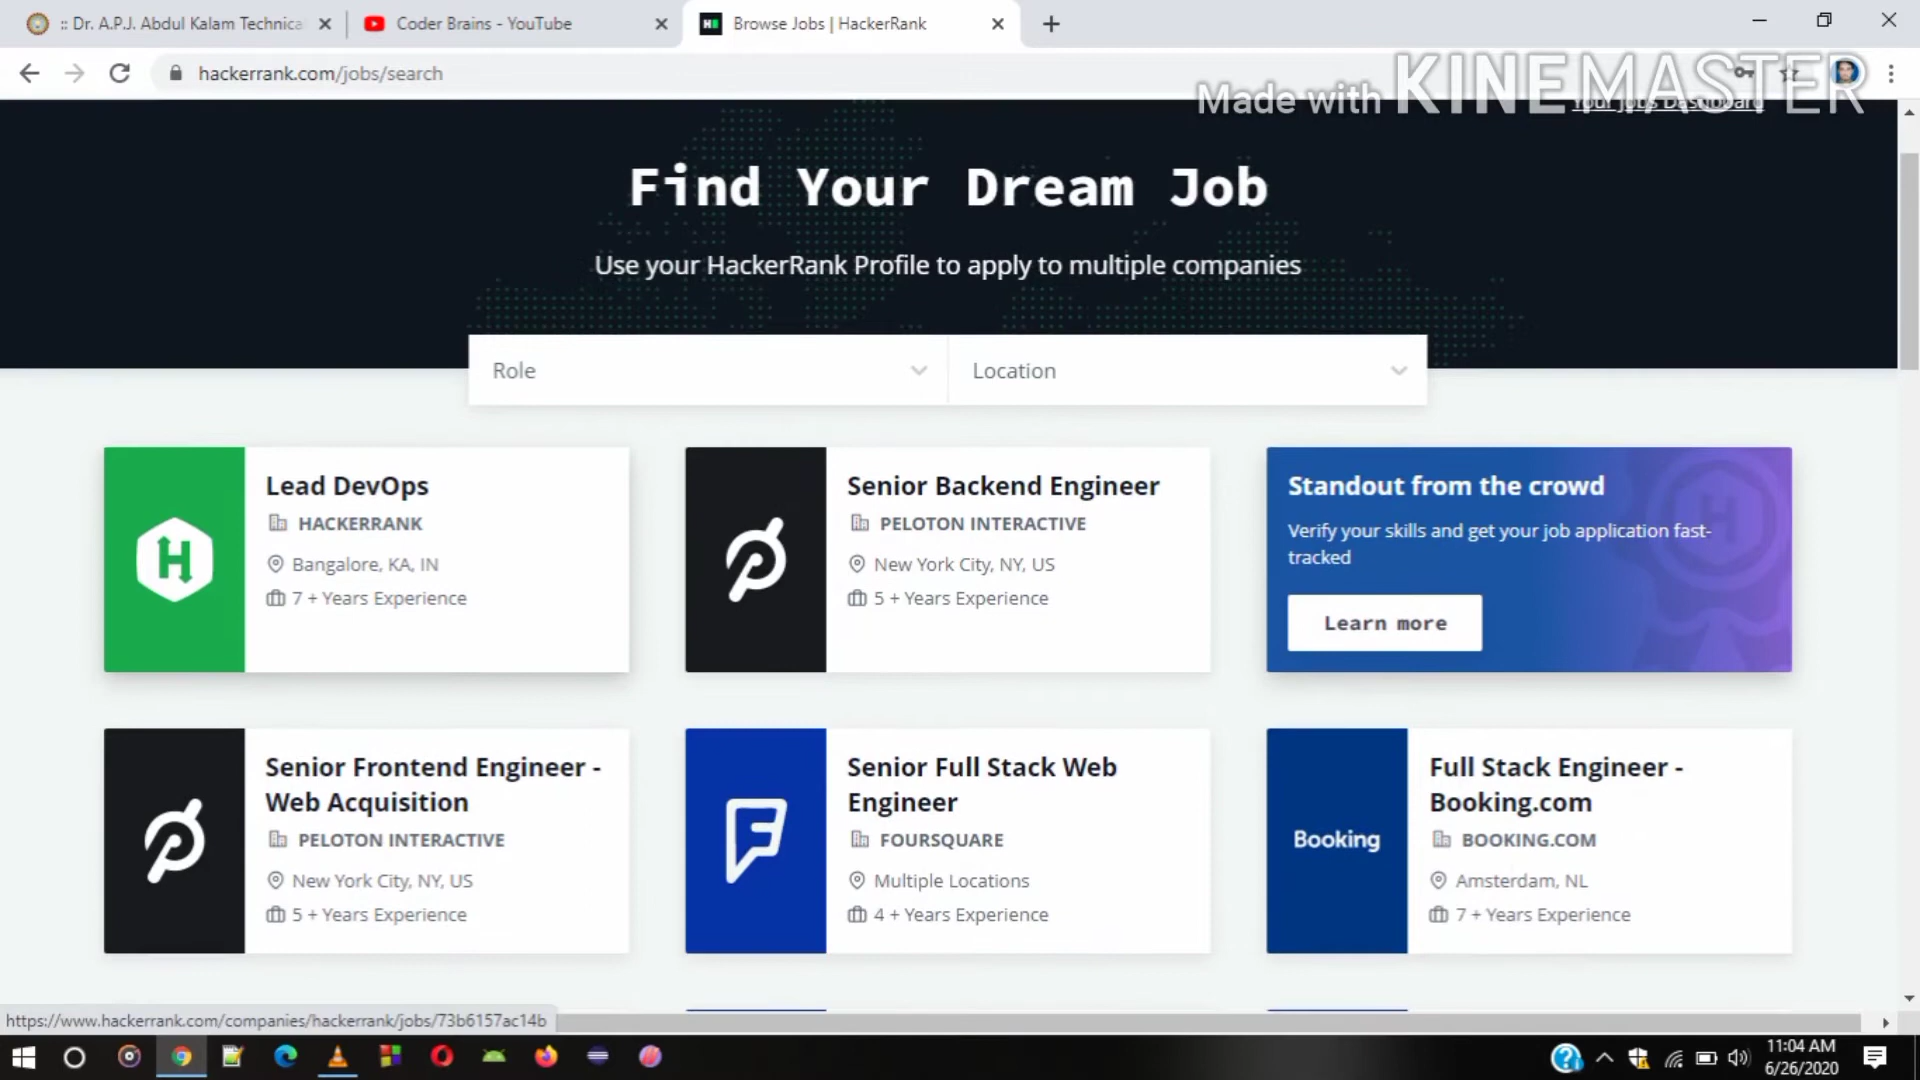 :: Dr. A.P.J. Abdul Kalam Technica
Coder Brains - YouTube
Browse Jobs | HackerRank
hackerrank.com/jobs/search
Made with KINEMASTER
Your Jobs Dashboard
Find Your Dream Job
Use your HackerRank Profile to apply to multiple companies
Role
Location
Lead DevOps
HACKERRANK
Bangalore, KA, IN
7 + Years Experience
Senior Backend Engineer
PELOTON INTERACTIVE
New York City, NY, US
5 + Years Experience
Standout from the crowd
Verify your skills and get your job application fast-
tracked
Learn more
Senior Frontend Engineer -
Web Acquisition
PELOTON INTERACTIVE
New York City, NY, US
5 + Years Experience
Senior Full Stack Web
Engineer
FOURSQUARE
Multiple Locations
4 + Years Experience
Booking
Full Stack Engineer -
Booking.com
BOOKING.COM
Amsterdam, NL
7 + Years Experience
https://www.hackerrank.com/companies/hackerrank/jobs/73b6157ac14b
11:04 AM
6/26/2020